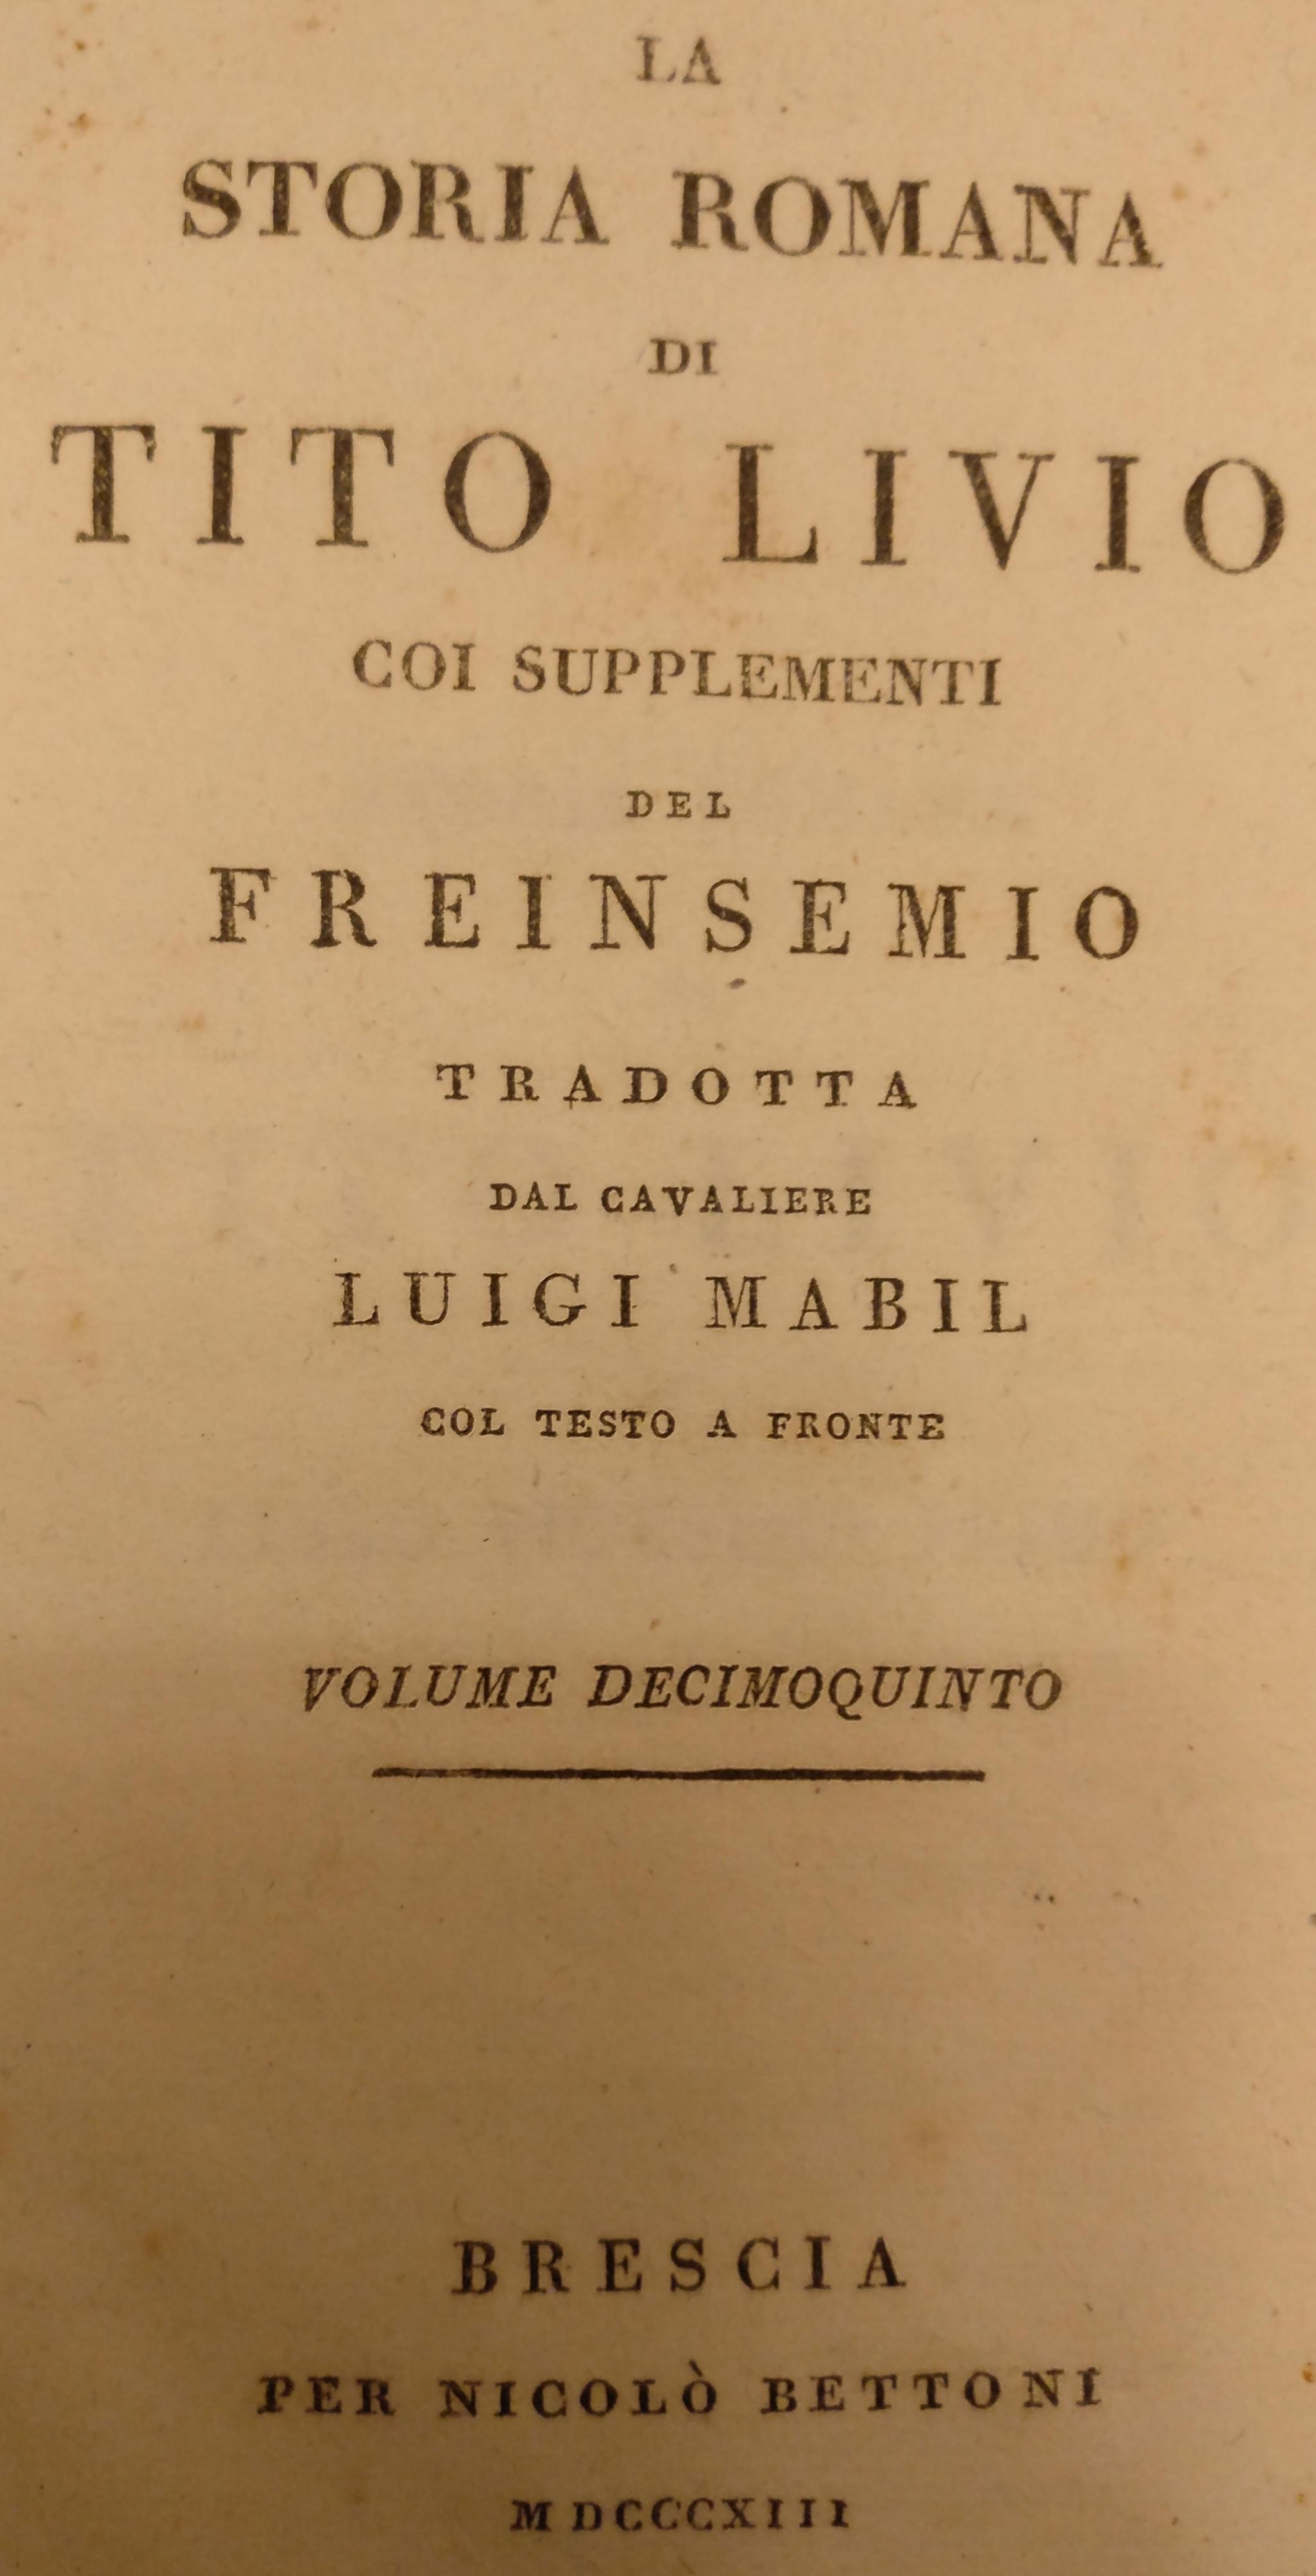 LA
STORIA ROMANA
DI
TITO LIVIO
COI SUPPLEMENTI
DEL
FREINSEMIO
TRADOTTA
DAL CAVALIERE
LUIGI MABIL
COL TESTO A FRONTE
VOLUME DECIMOQUINTO
BRESCIA
PER NICOLÒ BETTONI
MDCCCXIII